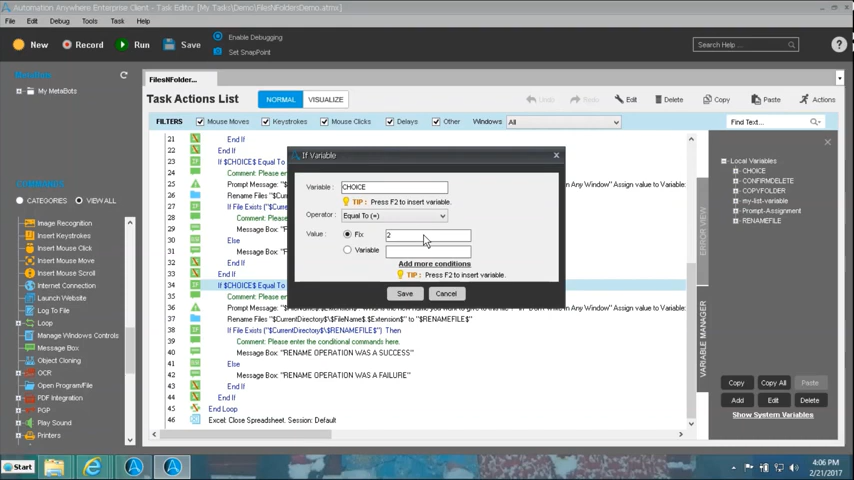 Automation Anywhere Enterprise Client - Task Editor [My Tasks\Demo\FilesNFoldersDemo.atmx]
File Edit Debug Tools Task Help
New Record Run Save
Enable Debugging
Set SnapPoint
Search Help ...
MetaBots
My MetaBots
COMMANDS
CATEGORIES VIEW ALL
Image Recognition
Insert Keystrokes
Insert Mouse Click
Insert Mouse Move
Insert Mouse Scroll
Internet Connection
Launch Website
Log To File
Loop
Manage Windows Controls
Message Box
Object Cloning
OCR
Open Program/File
PDF Integration
PGP
Play Sound
Printers
FilesNFolder...
Task Actions List NORMAL VISUALIZE Undo Redo Edit Delete Copy Paste Actions
FILTERS Mouse Moves Keystrokes Mouse Clicks Delays Other Windows All Find Text...
21 End If
22 End If
23 If $CHOICE$ Equal To
24 Comment: Please
25 Prompt Message: "
26 Rename Files "$Cu
27 If File Exists ("$Cu
28 Comment: Please
29 Message Box: "
30 Else
31 Message Box: "
32 End If
33 End If
34 If $CHOICE$ Equal To
35 Comment: Please
36 Prompt Message:
37 Rename Files "$CurrentDirectory$\$FileName$.$Extension$" to "$RENAMEFILE$"
38 If File Exists ("$CurrentDirectory$\$RENAMEFILE$") Then
39 Comment: Please enter the conditional commands here.
40 Message Box: "RENAME OPERATION WAS A SUCCESS"
41 Else
42 Message Box: "RENAME OPERATION WAS A FAILURE"
43 End If
44 End If
45 End Loop
46 Excel: Close Spreadsheet. Session: Default
If Variable
Variable : CHOICE
TIP : Press F2 to insert variable.
Operator : Equal To (=)
Value : Fix 2
Variable
Add more conditions
TIP : Press F2 to insert variable.
Save Cancel
ERROR VIEW
VARIABLE MANAGER
Local Variables
CHOICE
CONFIRMDELETE
COPYFOLDER
my-list-variable
Prompt-Assignment
RENAMEFILE
Copy Copy All Paste
Add Edit Delete
Show System Variables
Start
4:06 PM
2/21/2017